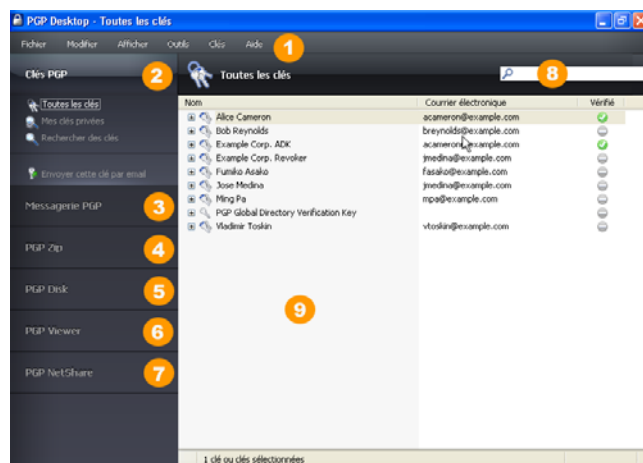 PGP Desktop - Toutes les clés
Fichier Modifier Afficher Outils Clés Aide 1
Clés PGP 2
Toutes les clés 8
Toutes les clés
Mes clés privées
Rechercher des clés
Envoyer cette clé par email
Messagerie PGP 3
PGP Zip 4
PGP Disk 5
PGP Viewer 6
PGP NetShare 7
Nom Courrier électronique Vérifié
Alice Cameron acameron@example.com
Bob Reynolds breynolds@example.com
Example Corp. ADK acameron@example.com
Example Corp. Revoker jmedina@example.com
Fumiko Asako fasako@example.com
Jose Medina jmedina@example.com
Ming Pa mpa@example.com
PGP Global Directory Verification Key
Vladimir Toskin vtoskin@example.com
9
1 clé ou clés sélectionnées